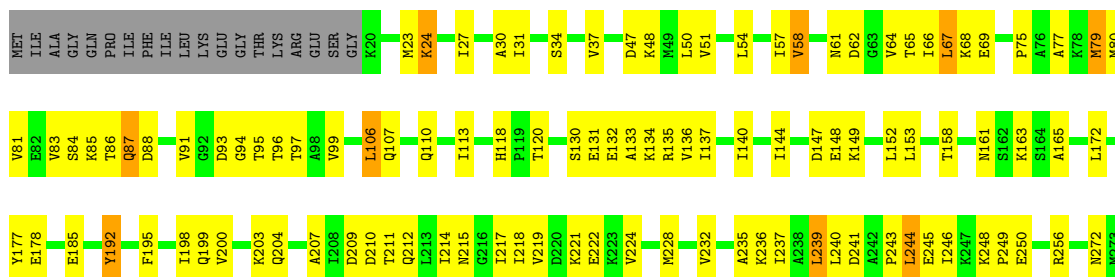 MET ILE ALA GLY GLN PRO ILE PHE ILE LEU LYS GLU GLY THR LYS ARG GLU SER GLY K20 M23 K24 I27 A30 I31 S34 V37 D47 K48 M49 L50 V51 L54 I57 V58 N61 D62 G63 V64 T65 I66 L67 K68 E69 P75 A76 A77 K78 M79 M80
V81 E82 V83 S84 K85 T86 Q87 D88 V91 G92 D93 G94 T95 T96 T97 A98 V99 L106 Q107 Q110 I113 H118 P119 T120 S130 E131 E132 A133 K134 R135 V136 I137 I140 I144 D147 E148 K149 L152 L153 T158 N161 S162 K163 S164 A165 L172
Y177 E178 E185 Y192 F195 I198 Q199 V200 K203 Q204 A207 I208 D209 D210 T211 Q212 L213 I214 N215 G216 I217 I218 V219 D220 K221 E222 K223 V224 M228 V232 A235 K236 I237 A238 L239 L240 D241 A242 P243 L244 E245 I246 K247 K248 P249 E250 R256 N272